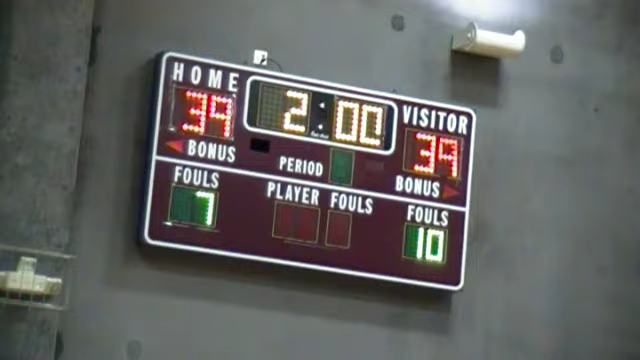 HOME 2:00 VISITOR
39 39
BONUS PERIOD BONUS
FOULS PLAYER FOULS FOULS
7 10